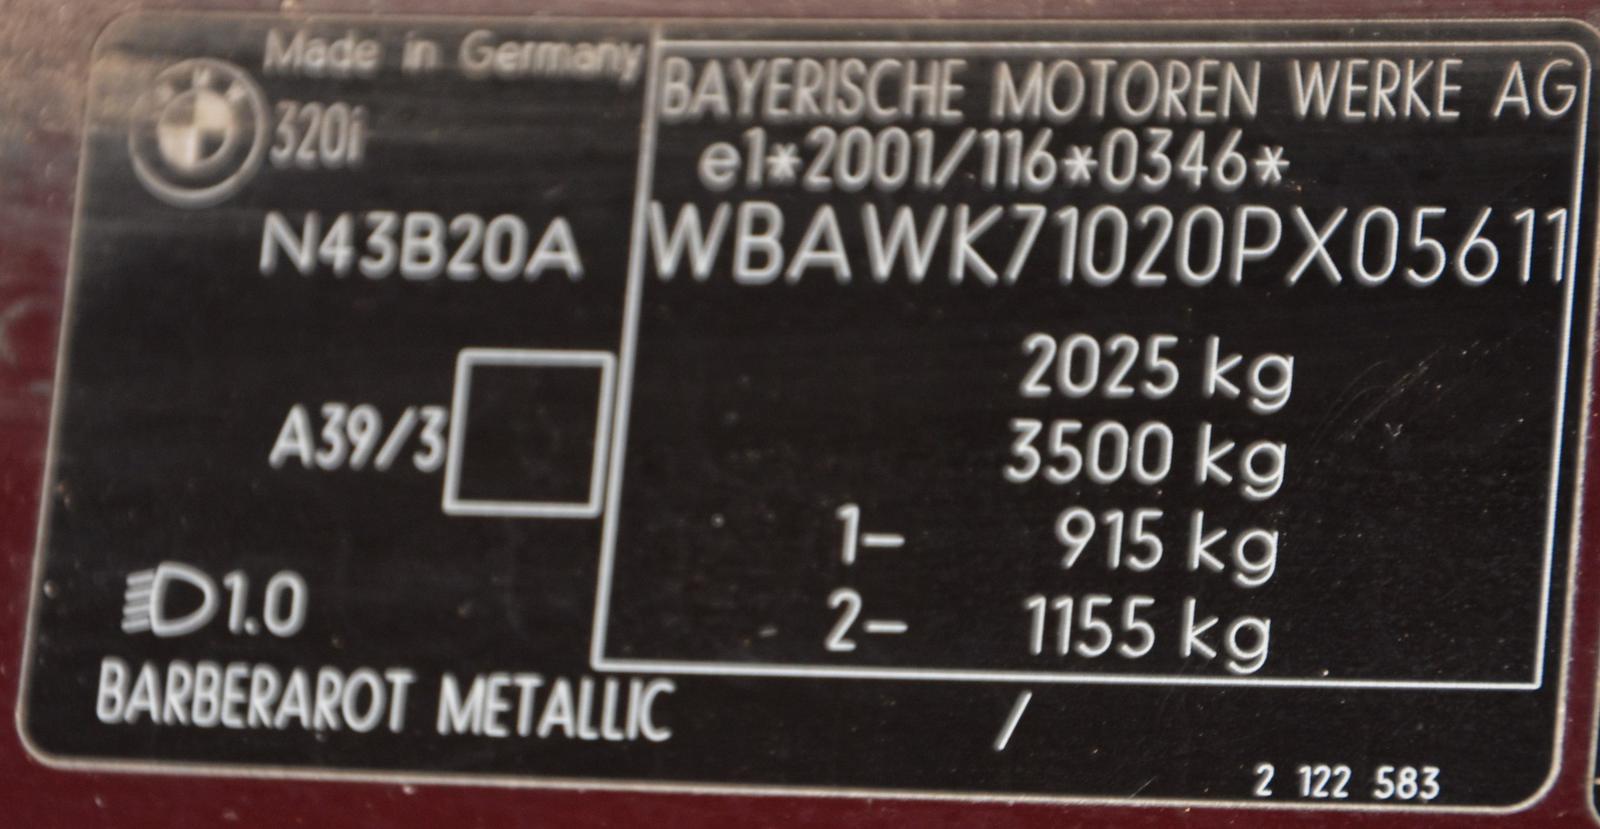 Made in Germany
320i
N43B20A
A39/3
1.0
BARBERAROT METALLIC
BAYERISCHE MOTOREN WERKE AG
e1*2001/116*0346*
WBAWK71020PX05611
2025 kg
3500 kg
1- 915 kg
2- 1155 kg
/
2 122 583